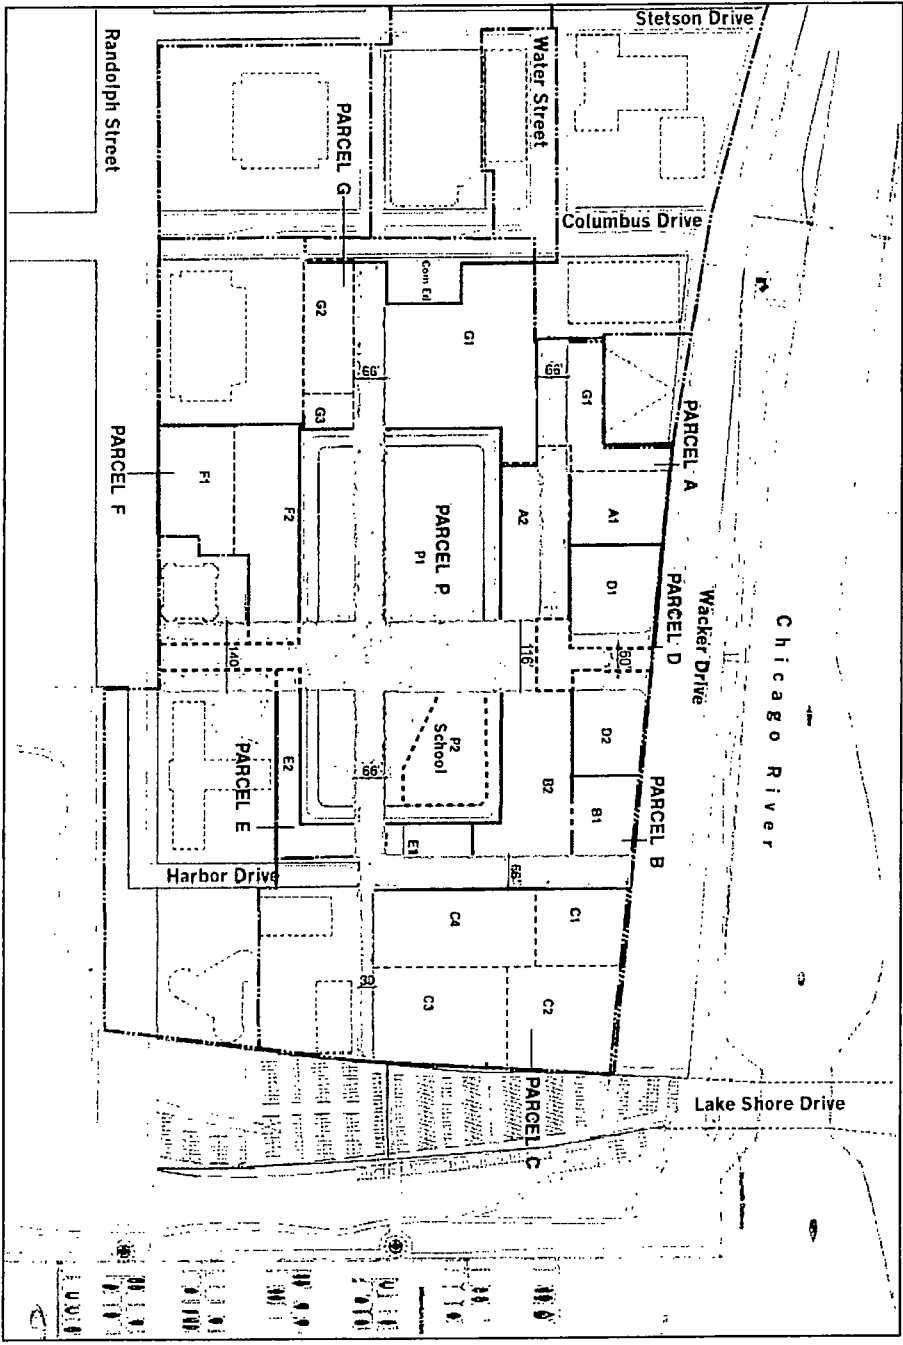 Stetson Drive
Randolph Street
Water Street
PARCEL G
Columbus Drive
Com Ed
G2
G1
66'
66'
G1
G3
PARCEL A
PARCEL F
F1
F2
PARCEL P
P1
A2
A1
D1
PARCEL D
Wacker Drive
Chicago River
140'
116'
60'
P2
School
D2
PARCEL E
E2
66'
B2
B1
PARCEL B
E1
Harbor Drive
66'
C4
C1
30
C3
C2
PARCEL C
Lake Shore Drive